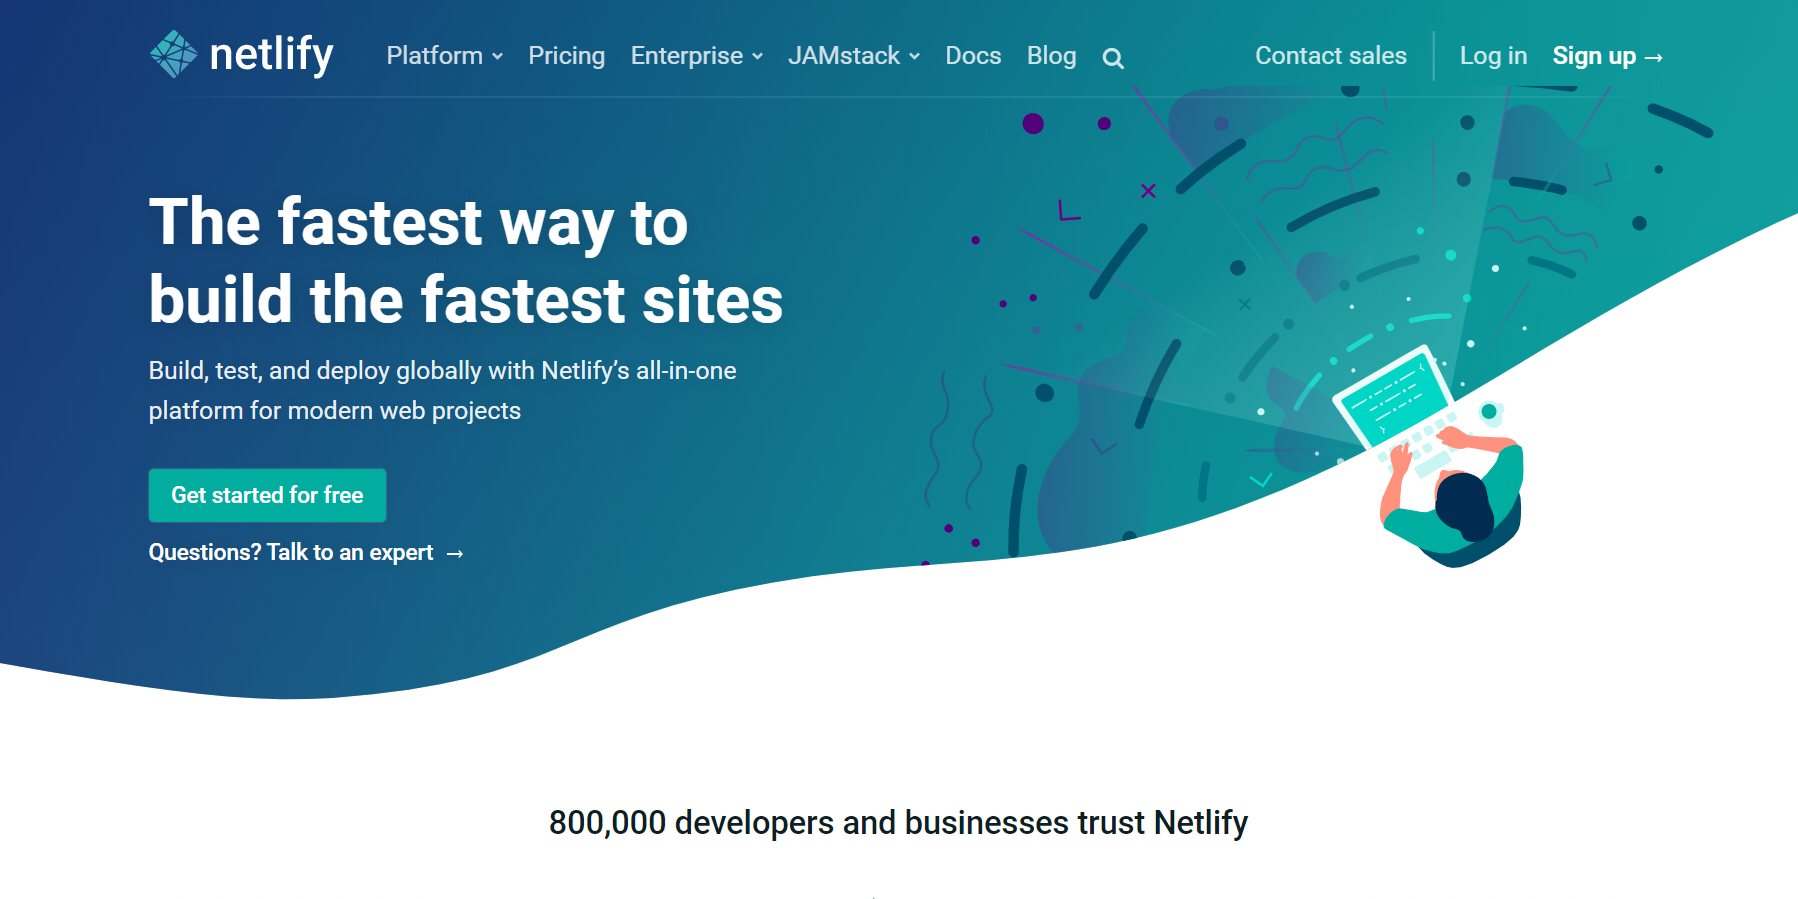 netlify Platform Pricing Enterprise JAMstack Docs Blog Contact sales Log in Sign up →
The fastest way to
build the fastest sites
Build, test, and deploy globally with Netlify’s all-in-one
platform for modern web projects
Get started for free
Questions? Talk to an expert →
800,000 developers and businesses trust Netlify